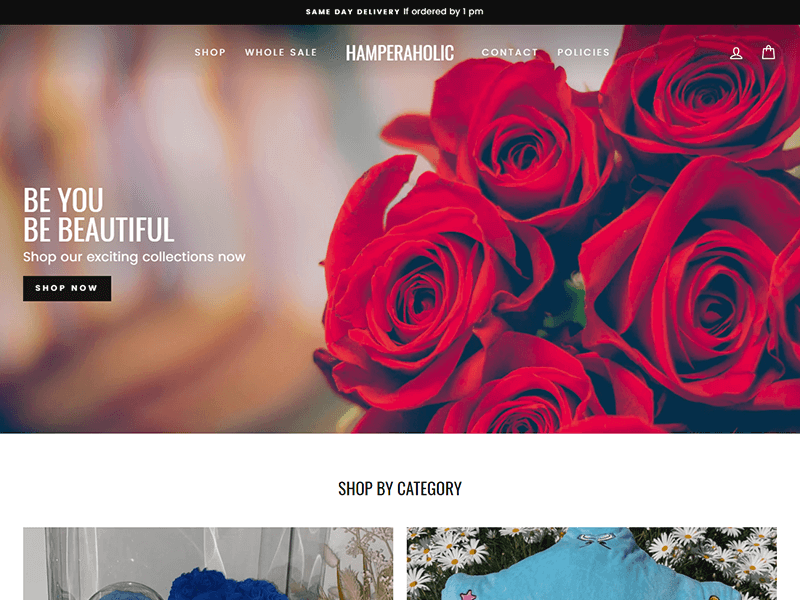 SAME DAY DELIVERY If ordered by 1 pm
SHOP WHOLE SALE HAMPERAHOLIC CONTACT POLICIES
BE YOU
BE BEAUTIFUL
Shop our exciting collections now
SHOP NOW
SHOP BY CATEGORY